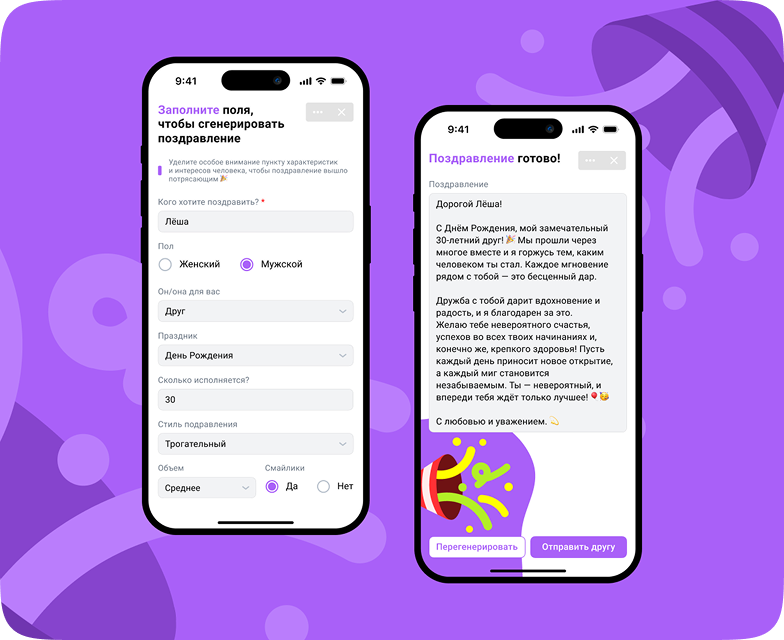 9:41
Заполните поля,
чтобы сгенерировать
поздравление
Уделите особое внимание пункту характеристик
и интересов человека, чтобы поздравление вышло
потрясающим 🎉
Кого хотите поздравить? *
Лёша
Пол
Женский
Мужской
Он/она для вас
Друг
Праздник
День Рождения
Сколько исполняется?
30
Стиль подравления
Трогательный
Объем
Смайлики
Среднее
Да
Нет
9:41
Поздравление готово!
Поздравление
Дорогой Лёша!
С Днём Рождения, мой замечательный
30-летний друг! 🎉 Мы прошли через
многое вместе и я горжусь тем, каким
человеком ты стал. Каждое мгновение
рядом с тобой — это бесценный дар.
Дружба с тобой дарит вдохновение и
радость, и я благодарен за это.
Желаю тебе невероятного счастья,
успехов во всех твоих начинаниях и,
конечно же, крепкого здоровья! Пусть
каждый день приносит новое открытие,
а каждый миг становится
незабываемым. Ты — невероятный, и
впереди тебя ждёт только лучшее! 🎈🥳
С любовью и уважением. 💫
Перегенерировать
Отправить другу